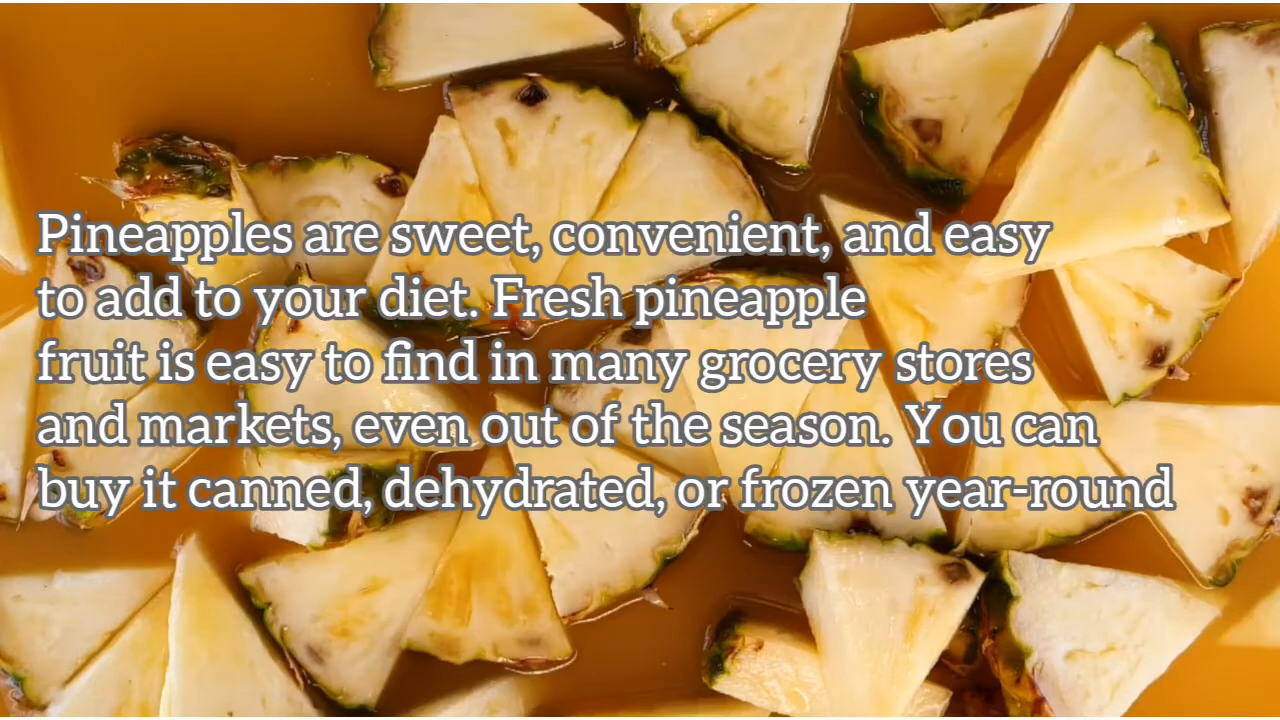 Pineapples are sweet, convenient, and easy
to add to your diet. Fresh pineapple
fruit is easy to find in many grocery stores
and markets, even out of the season. You can
buy it canned, dehydrated, or frozen year-round